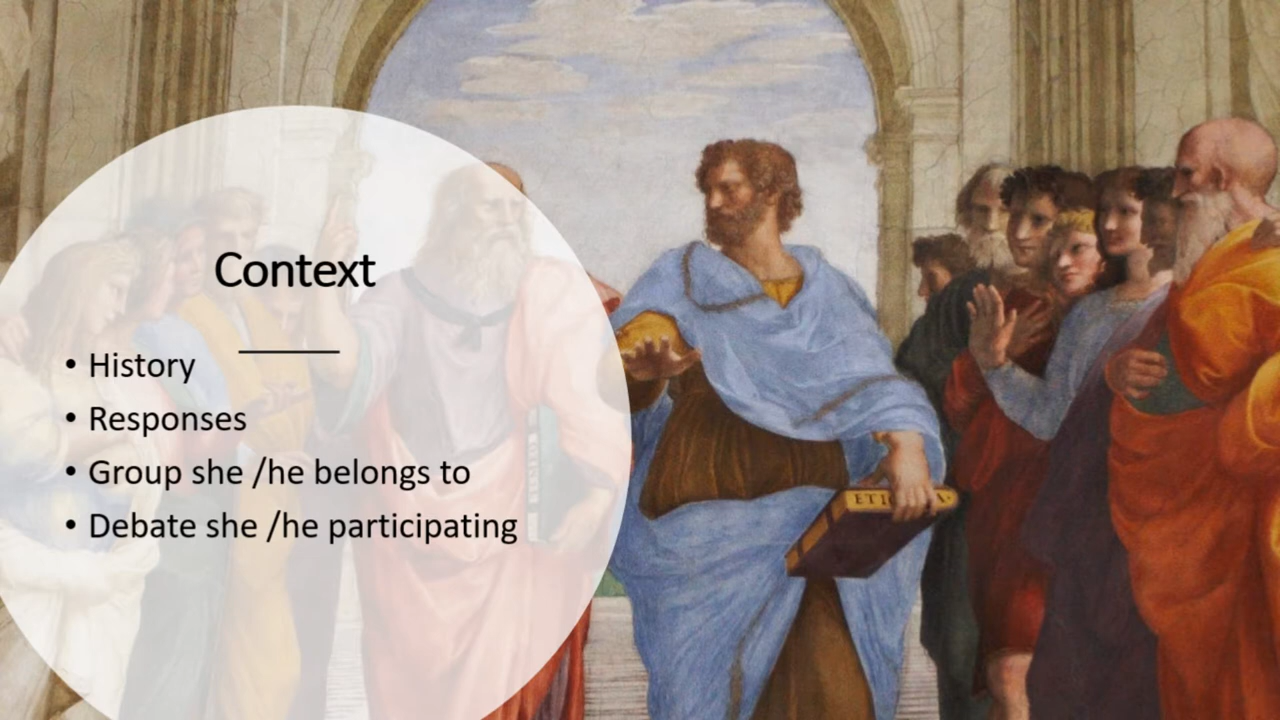 Context
• History
• Responses
• Group she /he belongs to
• Debate she /he participating